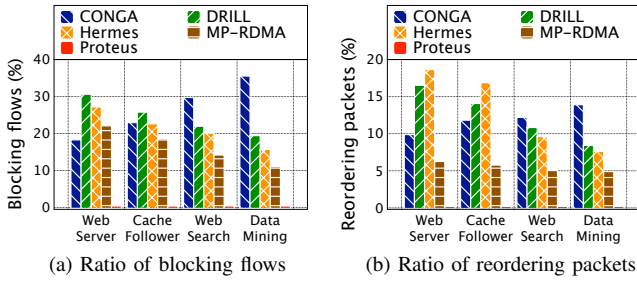 CONGA
DRILL
Hermes
MP-RDMA
Proteus
Blocking flows (%)
40
30
20
10
0
Web Server
Cache Follower
Web Search
Data Mining
(a) Ratio of blocking flows
CONGA
DRILL
Hermes
MP-RDMA
Proteus
Reordering packets (%)
20
15
10
5
0
Web Server
Cache Follower
Web Search
Data Mining
(b) Ratio of reordering packets